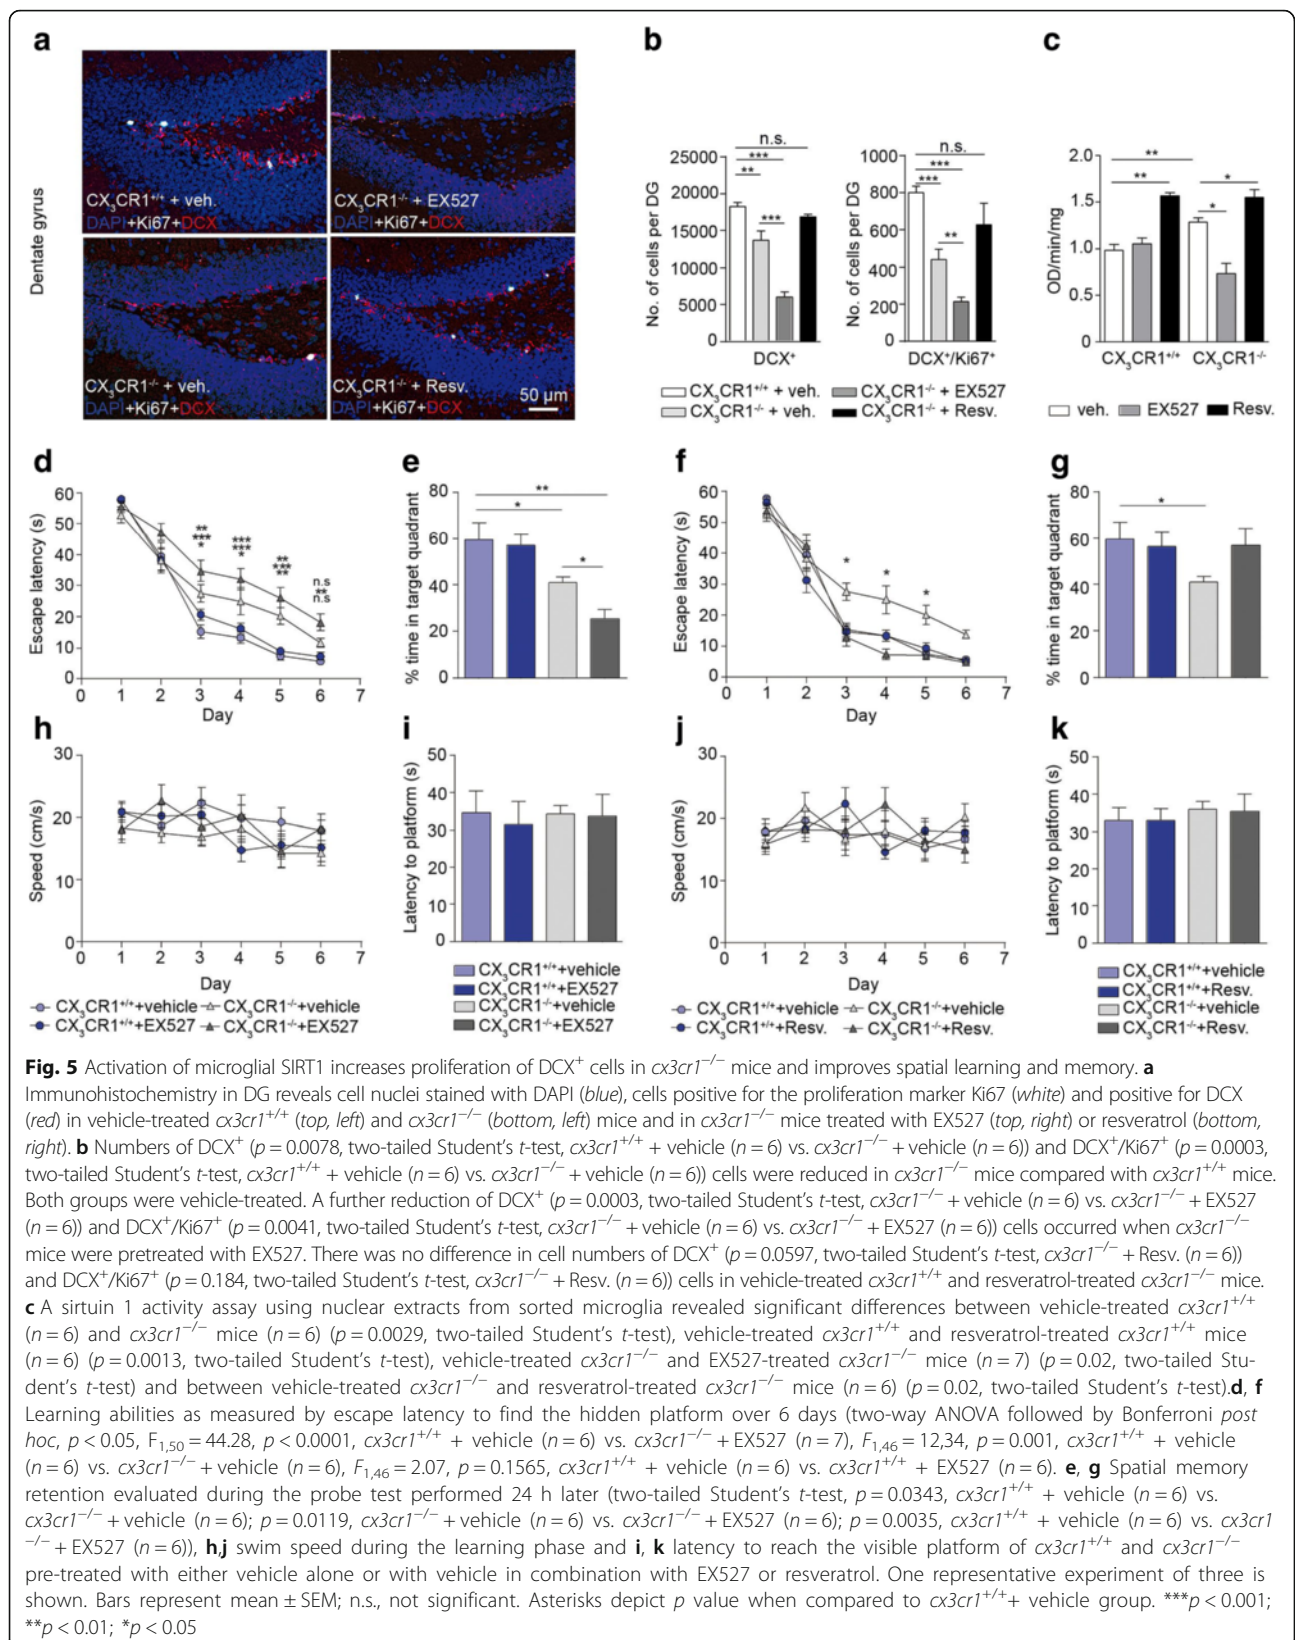 a
Dentate gyrus
CX₃CR1⁺/⁺ + veh.
DAPI+Ki67+DCX
CX₃CR1⁻/⁻ + EX527
DAPI+Ki67+DCX
CX₃CR1⁻/⁻ + veh.
DAPI+Ki67+DCX
CX₃CR1⁻/⁻ + Resv.
DAPI+Ki67+DCX
50 µm
b
No. of cells per DG
25000
20000
15000
10000
5000
0
n.s.
***
**
***
DCX⁺
No. of cells per DG
800
600
400
200
0
n.s.
***
***
**
DCX⁺/Ki67⁺
CX₃CR1⁺/⁺ + veh.
CX₃CR1⁻/⁻ + EX527
CX₃CR1⁻/⁻ + veh.
CX₃CR1⁻/⁻ + Resv.
c
OD/min/mg
2.0
1.5
1.0
0.5
0
**
**
*
*
CX₃CR1⁺/⁺ CX₃CR1⁻/⁻
veh. EX527 Resv.
d
Escape latency (s)
60
50
40
30
20
10
0
** *** *
*** *** *
** *** **
n.s ** n.s
0 1 2 3 4 5 6 7
Day
e
% time in target quadrant
80
60
40
20
0
**
*
*
f
Escape latency (s)
60
50
40
30
20
10
0
* * *
0 1 2 3 4 5 6 7
Day
g
% time in target quadrant
80
60
40
20
0
*
h
Speed (cm/s)
30
20
10
0
0 1 2 3 4 5 6 7
Day
CX₃CR1⁺/⁺+vehicle CX₃CR1⁻/⁻+vehicle
CX₃CR1⁺/⁺+EX527 CX₃CR1⁻/⁻+EX527
i
Latency to platform (s)
50
40
30
20
10
0
CX₃CR1⁺/⁺+vehicle
CX₃CR1⁺/⁺+EX527
CX₃CR1⁻/⁻+vehicle
CX₃CR1⁻/⁻+EX527
j
Speed (cm/s)
30
20
10
0
0 1 2 3 4 5 6 7
Day
CX₃CR1⁺/⁺+vehicle CX₃CR1⁻/⁻+vehicle
CX₃CR1⁺/⁺+Resv. CX₃CR1⁻/⁻+Resv.
k
Latency to platform (s)
50
40
30
20
10
0
CX₃CR1⁺/⁺+vehicle
CX₃CR1⁺/⁺+Resv.
CX₃CR1⁻/⁻+vehicle
CX₃CR1⁻/⁻+Resv.
Fig. 5 Activation of microglial SIRT1 increases proliferation of DCX⁺ cells in cx3cr1⁻/⁻ mice and improves spatial learning and memory. a
Immunohistochemistry in DG reveals cell nuclei stained with DAPI (blue), cells positive for the proliferation marker Ki67 (white) and positive for DCX
(red) in vehicle-treated cx3cr1⁺/⁺ (top, left) and cx3cr1⁻/⁻ (bottom, left) mice and in cx3cr1⁻/⁻ mice treated with EX527 (top, right) or resveratrol (bottom,
right). b Numbers of DCX⁺ (p = 0.0078, two-tailed Student's t-test, cx3cr1⁺/⁺ + vehicle (n = 6) vs. cx3cr1⁻/⁻ + vehicle (n = 6)) and DCX⁺/Ki67⁺ (p = 0.0003,
two-tailed Student's t-test, cx3cr1⁺/⁺ + vehicle (n = 6) vs. cx3cr1⁻/⁻ + vehicle (n = 6)) cells were reduced in cx3cr1⁻/⁻ mice compared with cx3cr1⁺/⁺ mice.
Both groups were vehicle-treated. A further reduction of DCX⁺ (p = 0.0003, two-tailed Student's t-test, cx3cr1⁻/⁻ + vehicle (n = 6) vs. cx3cr1⁻/⁻ + EX527
(n = 6)) and DCX⁺/Ki67⁺ (p = 0.0041, two-tailed Student's t-test, cx3cr1⁻/⁻ + vehicle (n = 6) vs. cx3cr1⁻/⁻ + EX527 (n = 6)) cells occurred when cx3cr1⁻/⁻
mice were pretreated with EX527. There was no difference in cell numbers of DCX⁺ (p = 0.0597, two-tailed Student's t-test, cx3cr1⁻/⁻ + Resv. (n = 6))
and DCX⁺/Ki67⁺ (p = 0.184, two-tailed Student's t-test, cx3cr1⁻/⁻ + Resv. (n = 6)) cells in vehicle-treated cx3cr1⁺/⁺ and resveratrol-treated cx3cr1⁻/⁻ mice.
c A sirtuin 1 activity assay using nuclear extracts from sorted microglia revealed significant differences between vehicle-treated cx3cr1⁺/⁺
(n = 6) and cx3cr1⁻/⁻ mice (n = 6) (p = 0.0029, two-tailed Student's t-test), vehicle-treated cx3cr1⁺/⁺ and resveratrol-treated cx3cr1⁺/⁺ mice
(n = 6) (p = 0.0013, two-tailed Student's t-test), vehicle-treated cx3cr1⁻/⁻ and EX527-treated cx3cr1⁻/⁻ mice (n = 7) (p = 0.02, two-tailed Stu-
dent's t-test) and between vehicle-treated cx3cr1⁻/⁻ and resveratrol-treated cx3cr1⁻/⁻ mice (n = 6) (p = 0.02, two-tailed Student's t-test).d, f
Learning abilities as measured by escape latency to find the hidden platform over 6 days (two-way ANOVA followed by Bonferroni post
hoc, p < 0.05, F₁,₅₀ = 44.28, p < 0.0001, cx3cr1⁺/⁺ + vehicle (n = 6) vs. cx3cr1⁻/⁻ + EX527 (n = 7), F₁,₄₆ = 12,34, p = 0.001, cx3cr1⁺/⁺ + vehicle
(n = 6) vs. cx3cr1⁻/⁻ + vehicle (n = 6), F₁,₄₆ = 2.07, p = 0.1565, cx3cr1⁺/⁺ + vehicle (n = 6) vs. cx3cr1⁺/⁺ + EX527 (n = 6). e, g Spatial memory
retention evaluated during the probe test performed 24 h later (two-tailed Student's t-test, p = 0.0343, cx3cr1⁺/⁺ + vehicle (n = 6) vs.
cx3cr1⁻/⁻ + vehicle (n = 6); p = 0.0119, cx3cr1⁻/⁻ + vehicle (n = 6) vs. cx3cr1⁻/⁻ + EX527 (n = 6); p = 0.0035, cx3cr1⁺/⁺ + vehicle (n = 6) vs. cx3cr1
⁻/⁻ + EX527 (n = 6)), h,j swim speed during the learning phase and i, k latency to reach the visible platform of cx3cr1⁺/⁺ and cx3cr1⁻/⁻
pre-treated with either vehicle alone or with vehicle in combination with EX527 or resveratrol. One representative experiment of three is
shown. Bars represent mean ± SEM; n.s., not significant. Asterisks depict p value when compared to cx3cr1⁺/⁺+ vehicle group. ***p < 0.001;
**p < 0.01; *p < 0.05